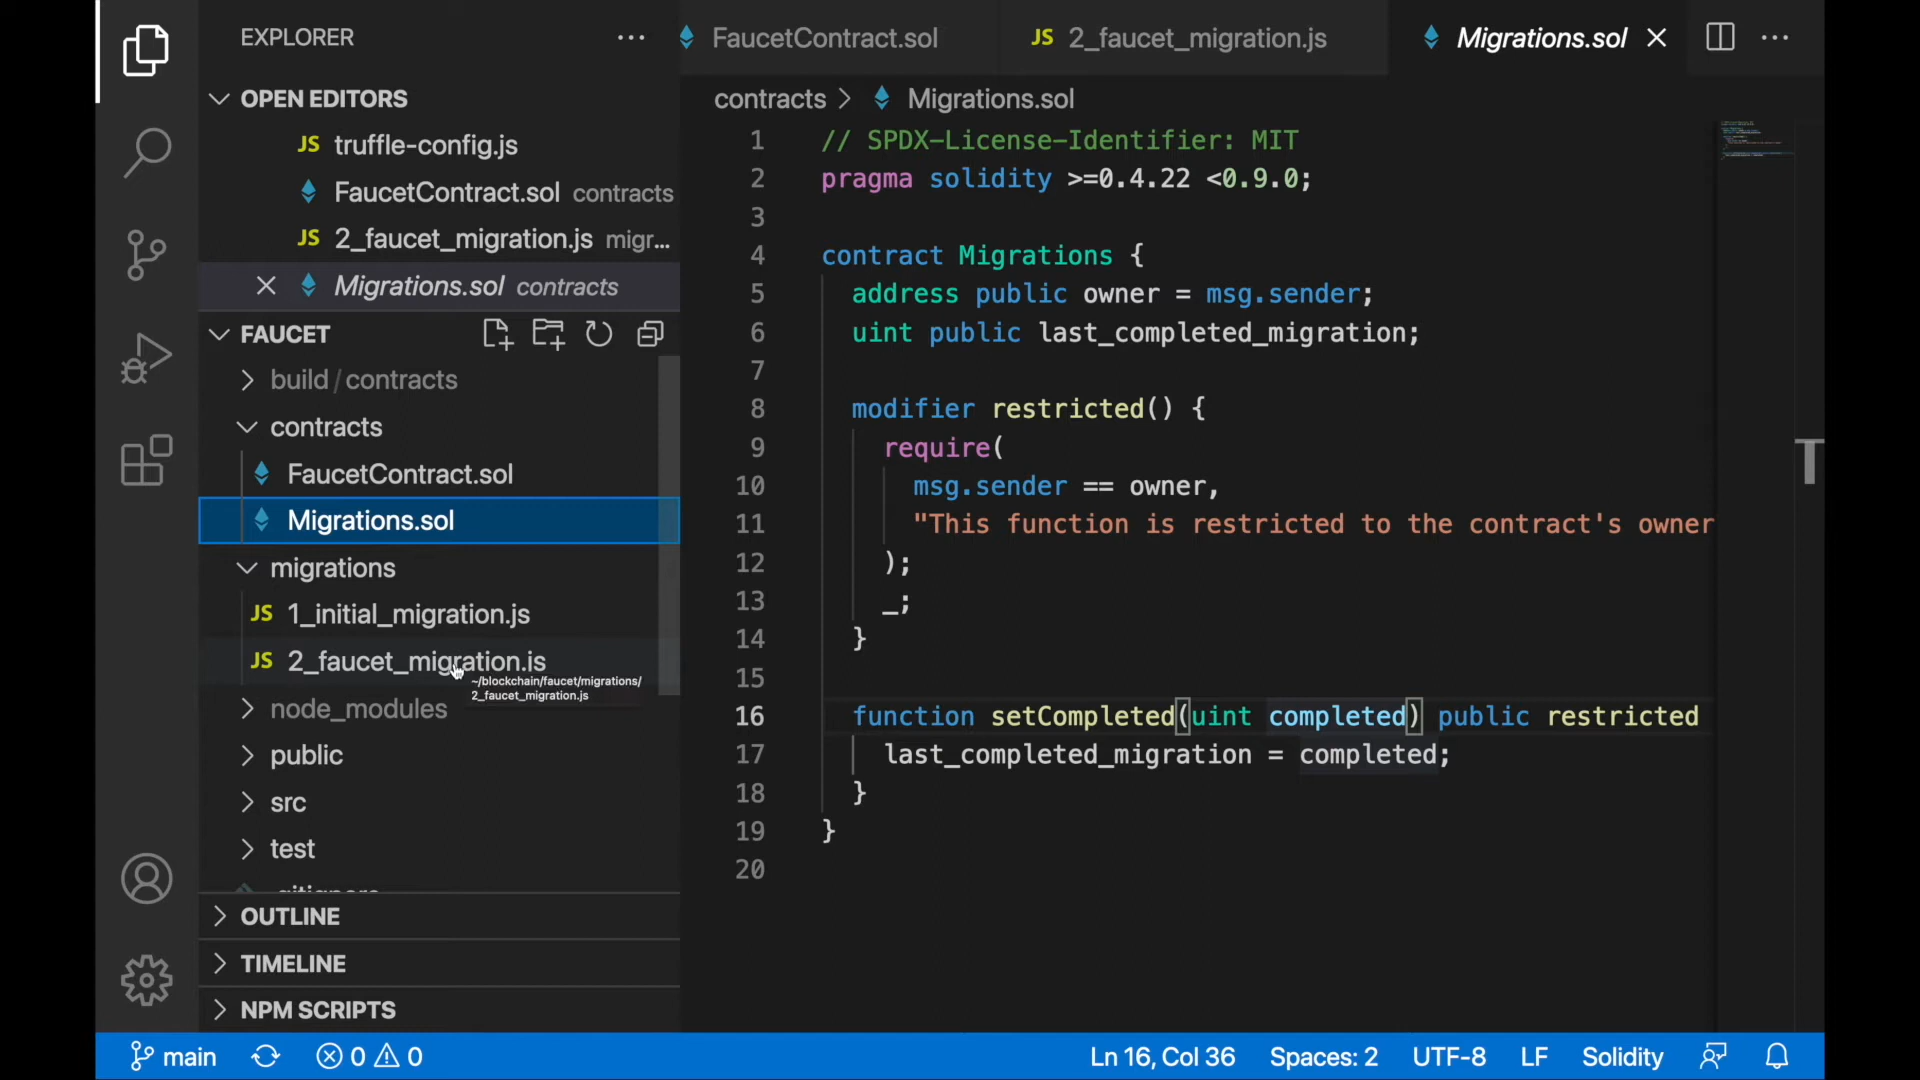 EXPLORER
OPEN EDITORS
JS truffle-config.js
FaucetContract.sol contracts
JS 2_faucet_migration.js migr...
Migrations.sol contracts
FAUCET
build/contracts
contracts
FaucetContract.sol
Migrations.sol
migrations
JS 1_initial_migration.js
JS 2_faucet_migration.js
~/blockchain/faucet/migrations/
2_faucet_migration.js
node_modules
public
src
test
.gitignore
OUTLINE
TIMELINE
NPM SCRIPTS
FaucetContract.sol JS 2_faucet_migration.js Migrations.sol
contracts > Migrations.sol
1 // SPDX-License-Identifier: MIT
2 pragma solidity >=0.4.22 <0.9.0;
3
4 contract Migrations {
5 address public owner = msg.sender;
6 uint public last_completed_migration;
7
8 modifier restricted() {
9 require(
10 msg.sender == owner,
11 "This function is restricted to the contract's owner
12 );
13 _;
14 }
15
16 function setCompleted(uint completed) public restricted
17 last_completed_migration = completed;
18 }
19 }
20
T
main 0 0 Ln 16, Col 36 Spaces: 2 UTF-8 LF Solidity